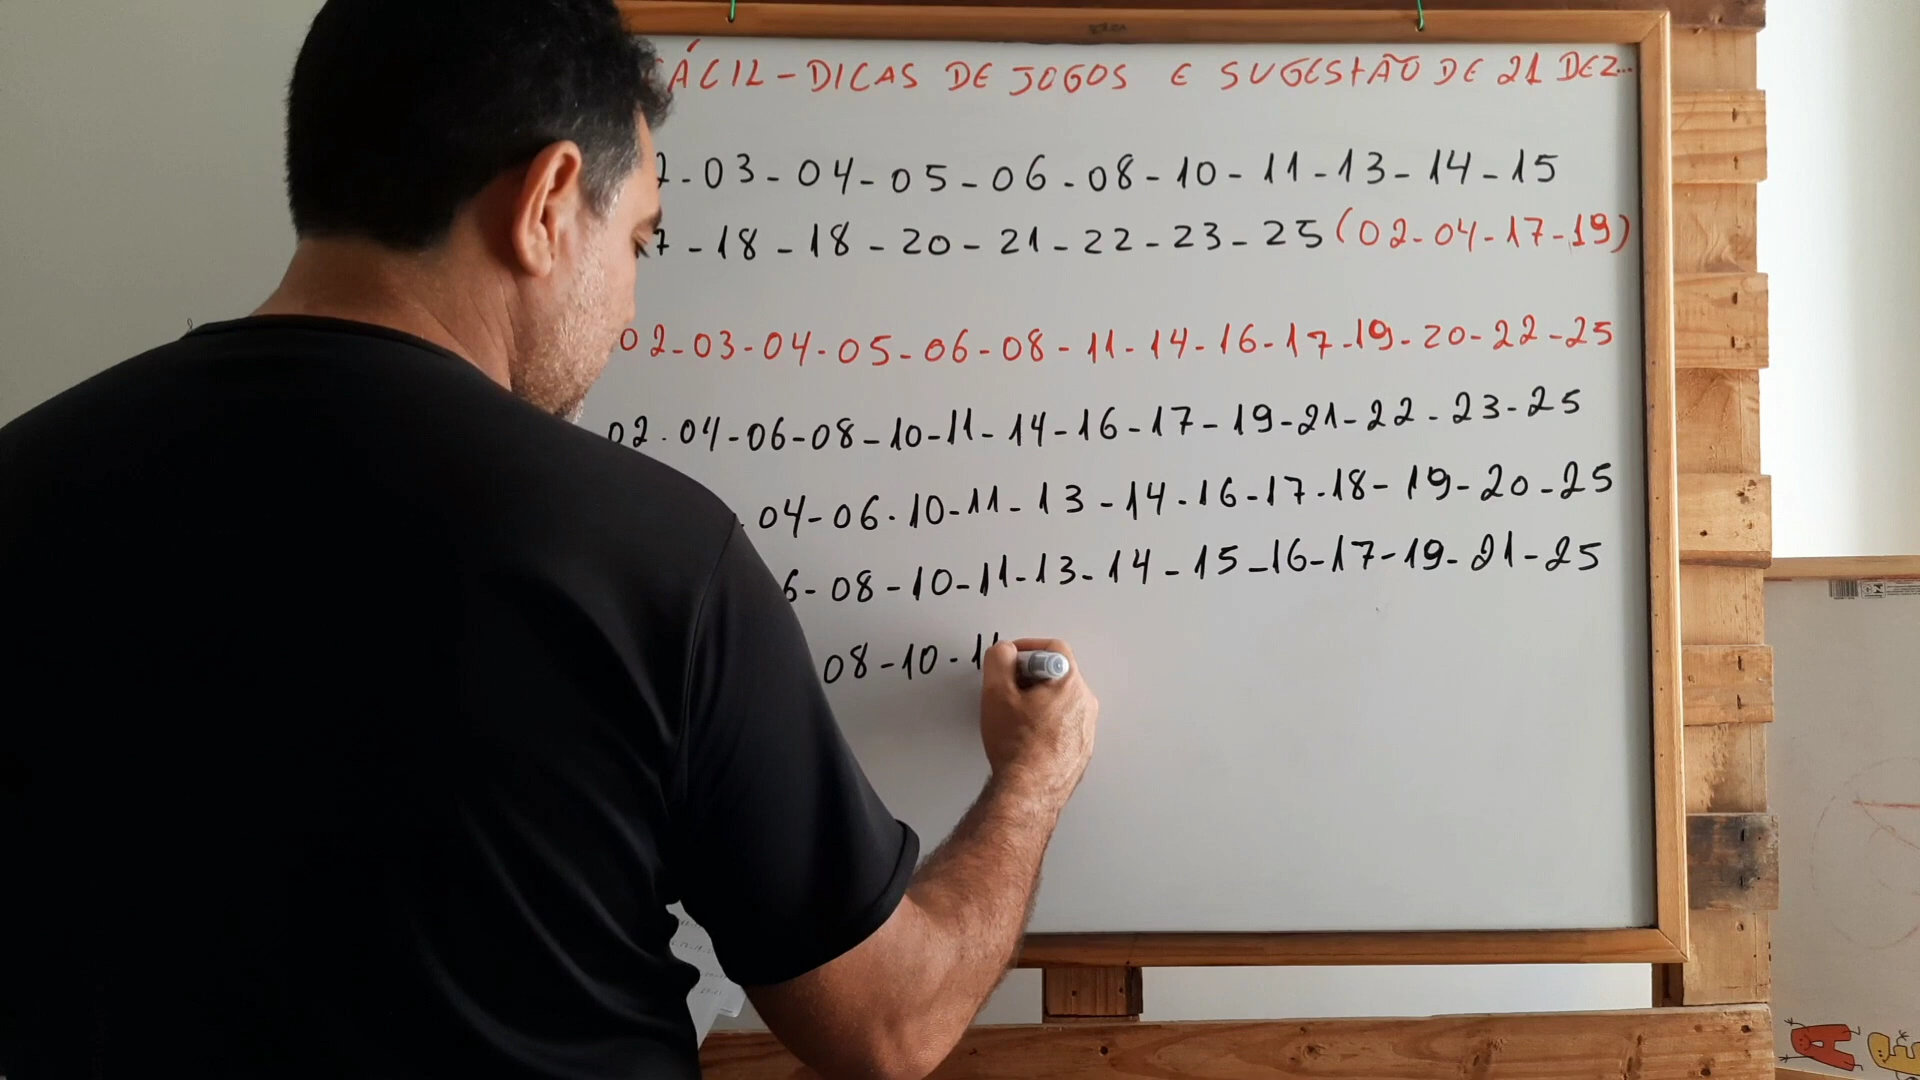 ÁCIL - DICAS DE JOGOS E SUGESTÃO DE 21 DEZ...
- 03 - 04 - 05 - 06 - 08 - 10 - 11 - 13 - 14 - 15
7 - 18 - 18 - 20 - 21 - 22 - 23 - 25 (02 - 04 - 17 - 19)
02 - 03 - 04 - 05 - 06 - 08 - 11 - 14 - 16 - 17 - 19 - 20 - 22 - 25
02 - 04 - 06 - 08 - 10 - 11 - 14 - 16 - 17 - 19 - 21 - 22 - 23 - 25
04 - 06 - 10 - 11 - 13 - 14 - 16 - 17 - 18 - 19 - 20 - 25
6 - 08 - 10 - 11 - 13 - 14 - 15 - 16 - 17 - 19 - 21 - 25
08 - 10 - 11
A E